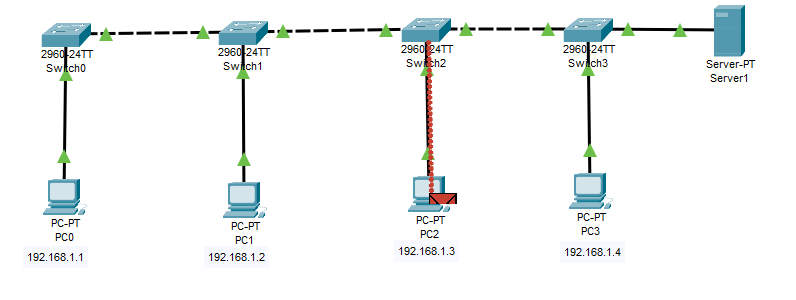 2960-24TT
Switch0
2960-24TT
Switch1
2960-24TT
Switch2
2960-24TT
Switch3
Server-PT
Server1
PC-PT
PC0
192.168.1.1
PC-PT
PC1
192.168.1.2
PC-PT
PC2
192.168.1.3
PC-PT
PC3
192.168.1.4